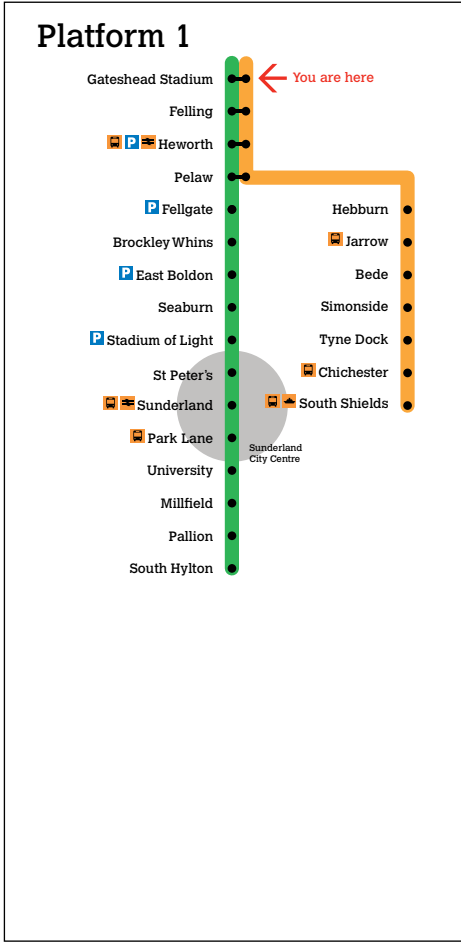 Platform 1
Gateshead Stadium
You are here
Felling
P Heworth
Pelaw
P Fellgate
Brockley Whins
P East Boldon
Seaburn
P Stadium of Light
St Peter's
Sunderland
Park Lane
Sunderland
City Centre
University
Millfield
Pallion
South Hylton
Hebburn
Jarrow
Bede
Simonside
Tyne Dock
Chichester
South Shields